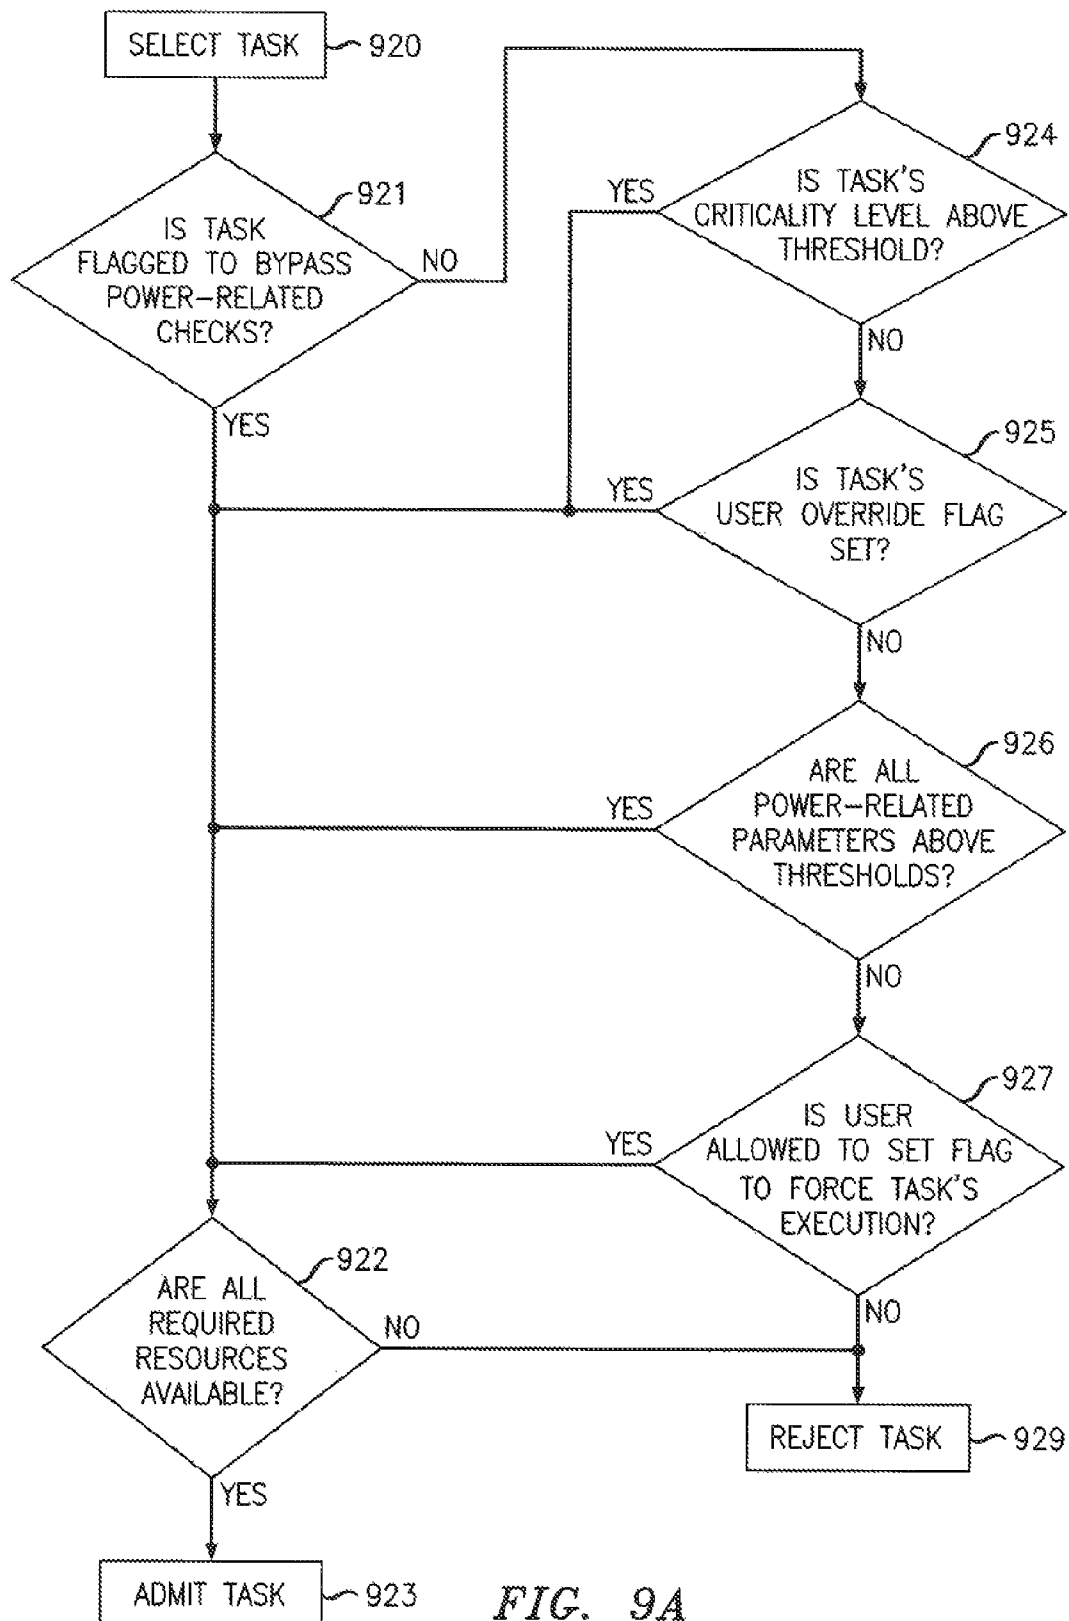 SELECT TASK
920
IS TASK
FLAGGED TO BYPASS
POWER-RELATED
CHECKS?
921
NO
YES
IS TASK'S
CRITICALITY LEVEL ABOVE
THRESHOLD?
924
YES
NO
IS TASK'S
USER OVERRIDE FLAG
SET?
925
YES
NO
ARE ALL
POWER-RELATED
PARAMETERS ABOVE
THRESHOLDS?
926
YES
NO
IS USER
ALLOWED TO SET FLAG
TO FORCE TASK'S
EXECUTION?
927
YES
NO
ARE ALL
REQUIRED
RESOURCES
AVAILABLE?
922
NO
YES
REJECT TASK
929
ADMIT TASK
923
FIG. 9A